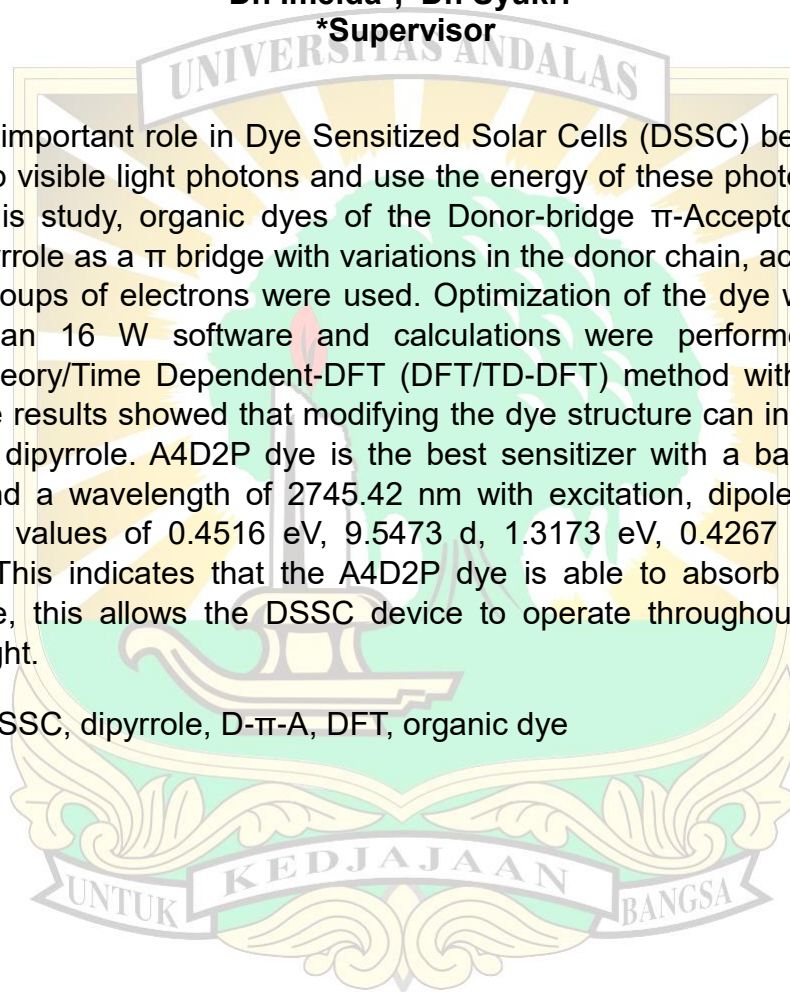 *Supervisor
UNIVERSITAS ANDALAS
important role in Dye Sensitized Solar Cells (DSSC) be
visible light photons and use the energy of these phot
is study, organic dyes of the Donor-bridge π-Accepto
rrole as a π bridge with variations in the donor chain, ac
oups of electrons were used. Optimization of the dye w
an 16 W software and calculations were perform
eory/Time Dependent-DFT (DFT/TD-DFT) method with
e results showed that modifying the dye structure can in
dipyrrole. A4D2P dye is the best sensitizer with a ba
nd a wavelength of 2745.42 nm with excitation, dipole
values of 0.4516 eV, 9.5473 d, 1.3173 eV, 0.4267
This indicates that the A4D2P dye is able to absorb
e, this allows the DSSC device to operate throughou
ght.
SSC, dipyrrole, D-π-A, DFT, organic dye
UNTUK KEDJAJAAN BANGSA